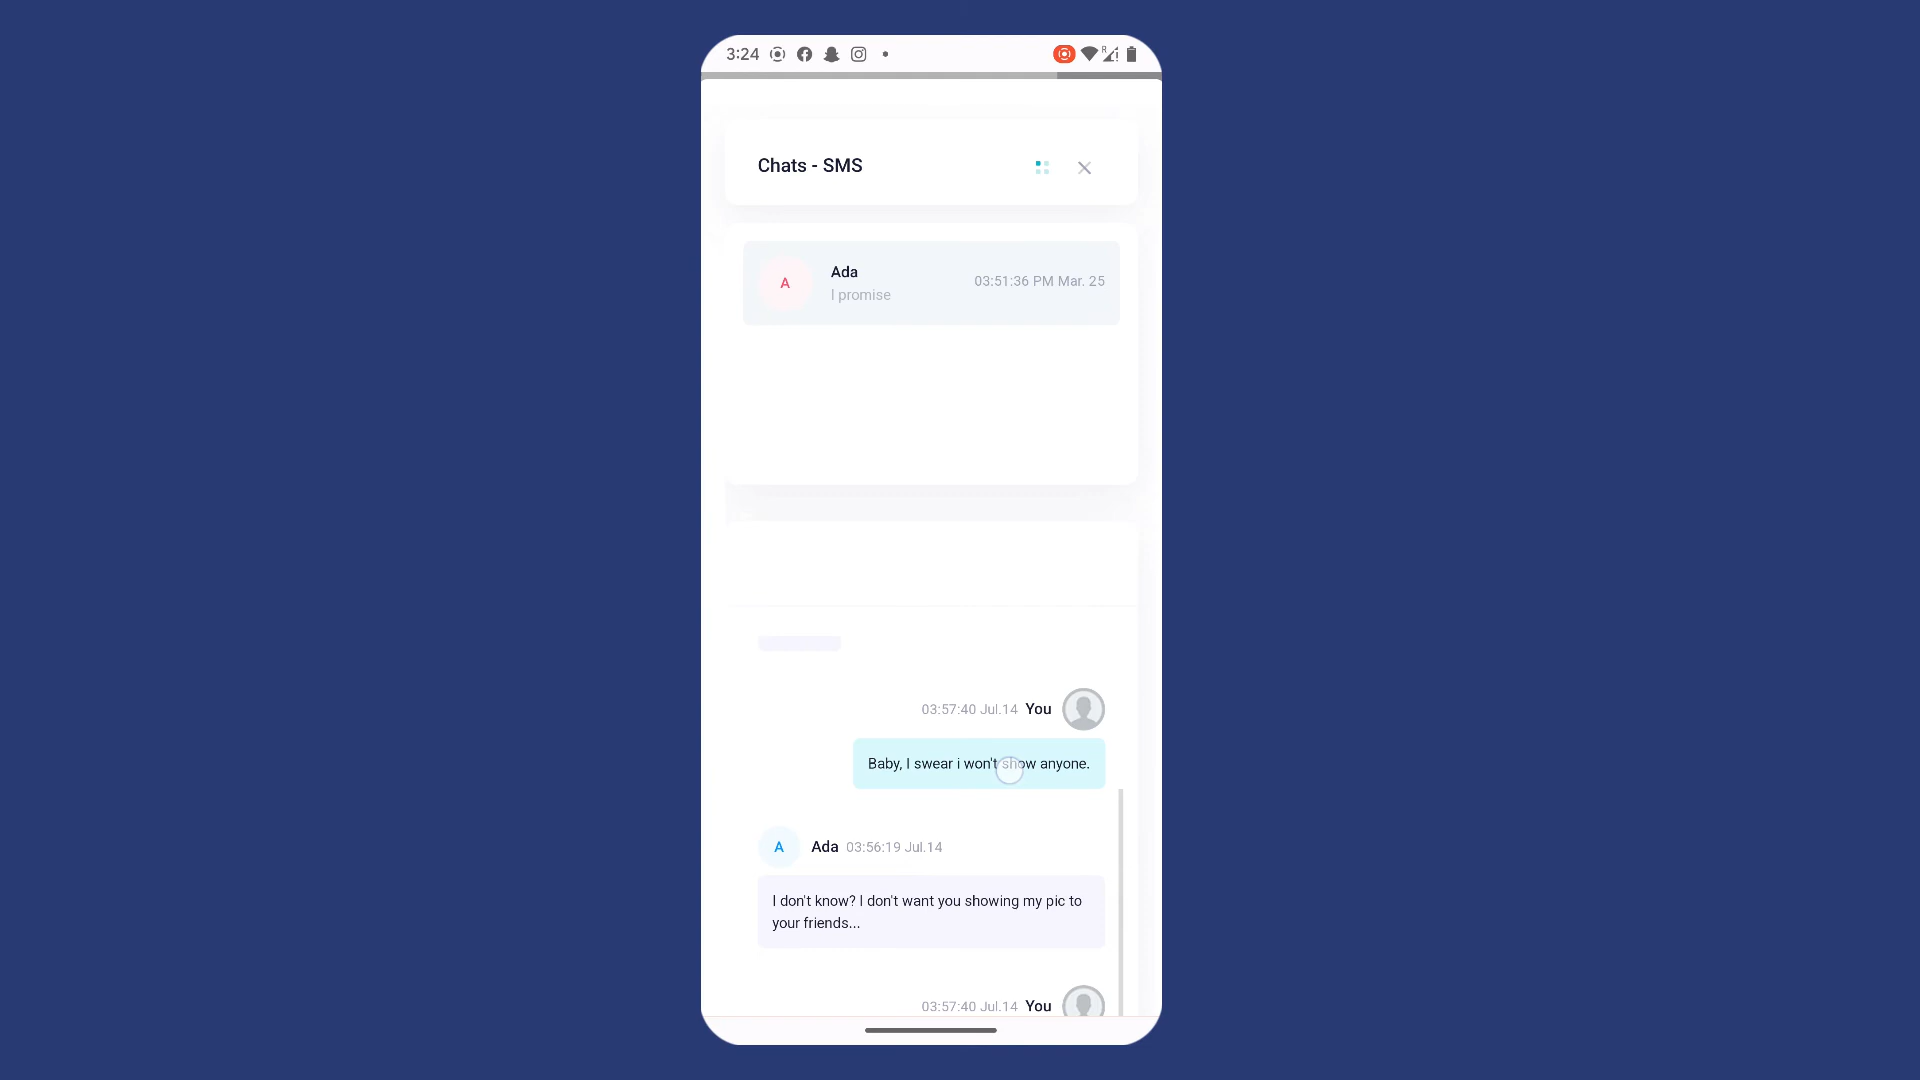 3:24
Chats - SMS
A
Ada
03:51:36 PM Mar. 25
I promise
03:57:40 Jul.14 You
Baby, I swear i won't show anyone.
A
Ada 03:56:19 Jul.14
I don't know? I don't want you showing my pic to
your friends...
03:57:40 Jul.14 You